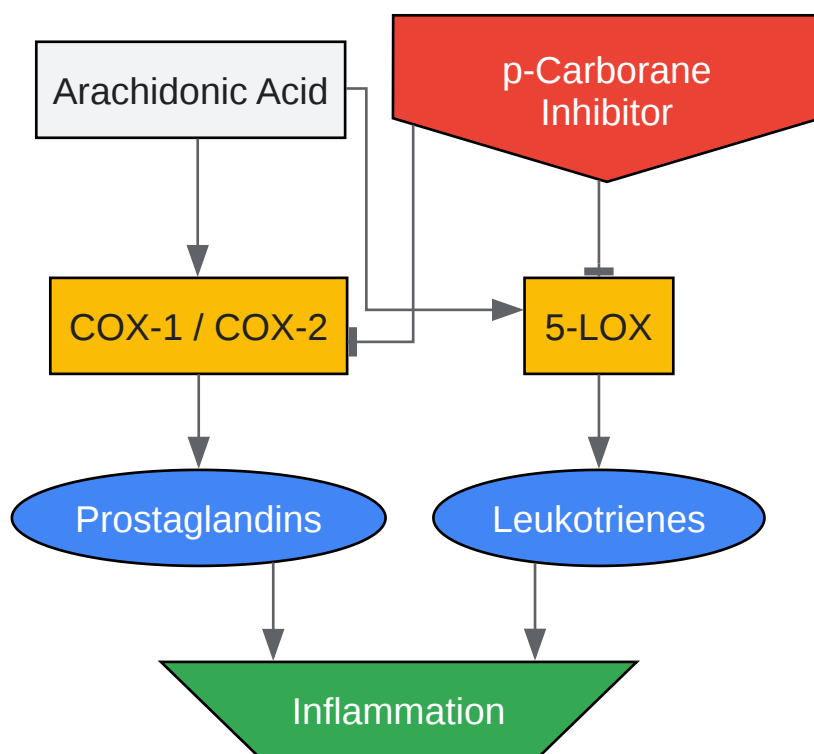 Arachidonic Acid
p-Carborane
Inhibitor
COX-1 / COX-2
5-LOX
Prostaglandins
Leukotrienes
Inflammation